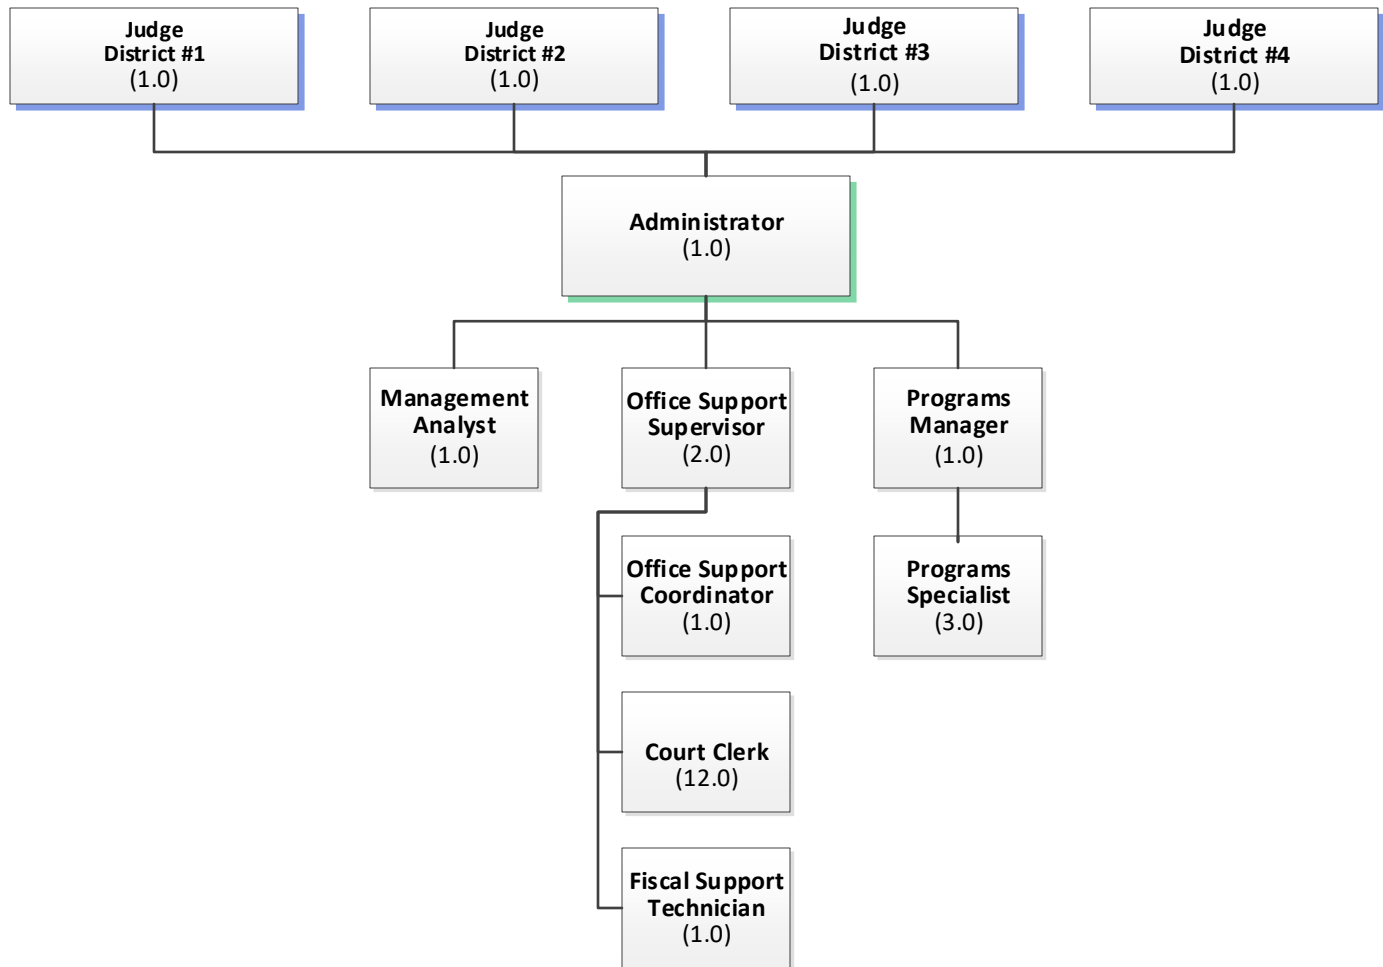 Judge
District #1
(1.0)
Judge
District #2
(1.0)
Judge
District #3
(1.0)
Judge
District #4
(1.0)
Administrator
(1.0)
Management
Analyst
(1.0)
Office Support
Supervisor
(2.0)
Programs
Manager
(1.0)
Office Support
Coordinator
(1.0)
Programs
Specialist
(3.0)
Court Clerk
(12.0)
Fiscal Support
Technician
(1.0)